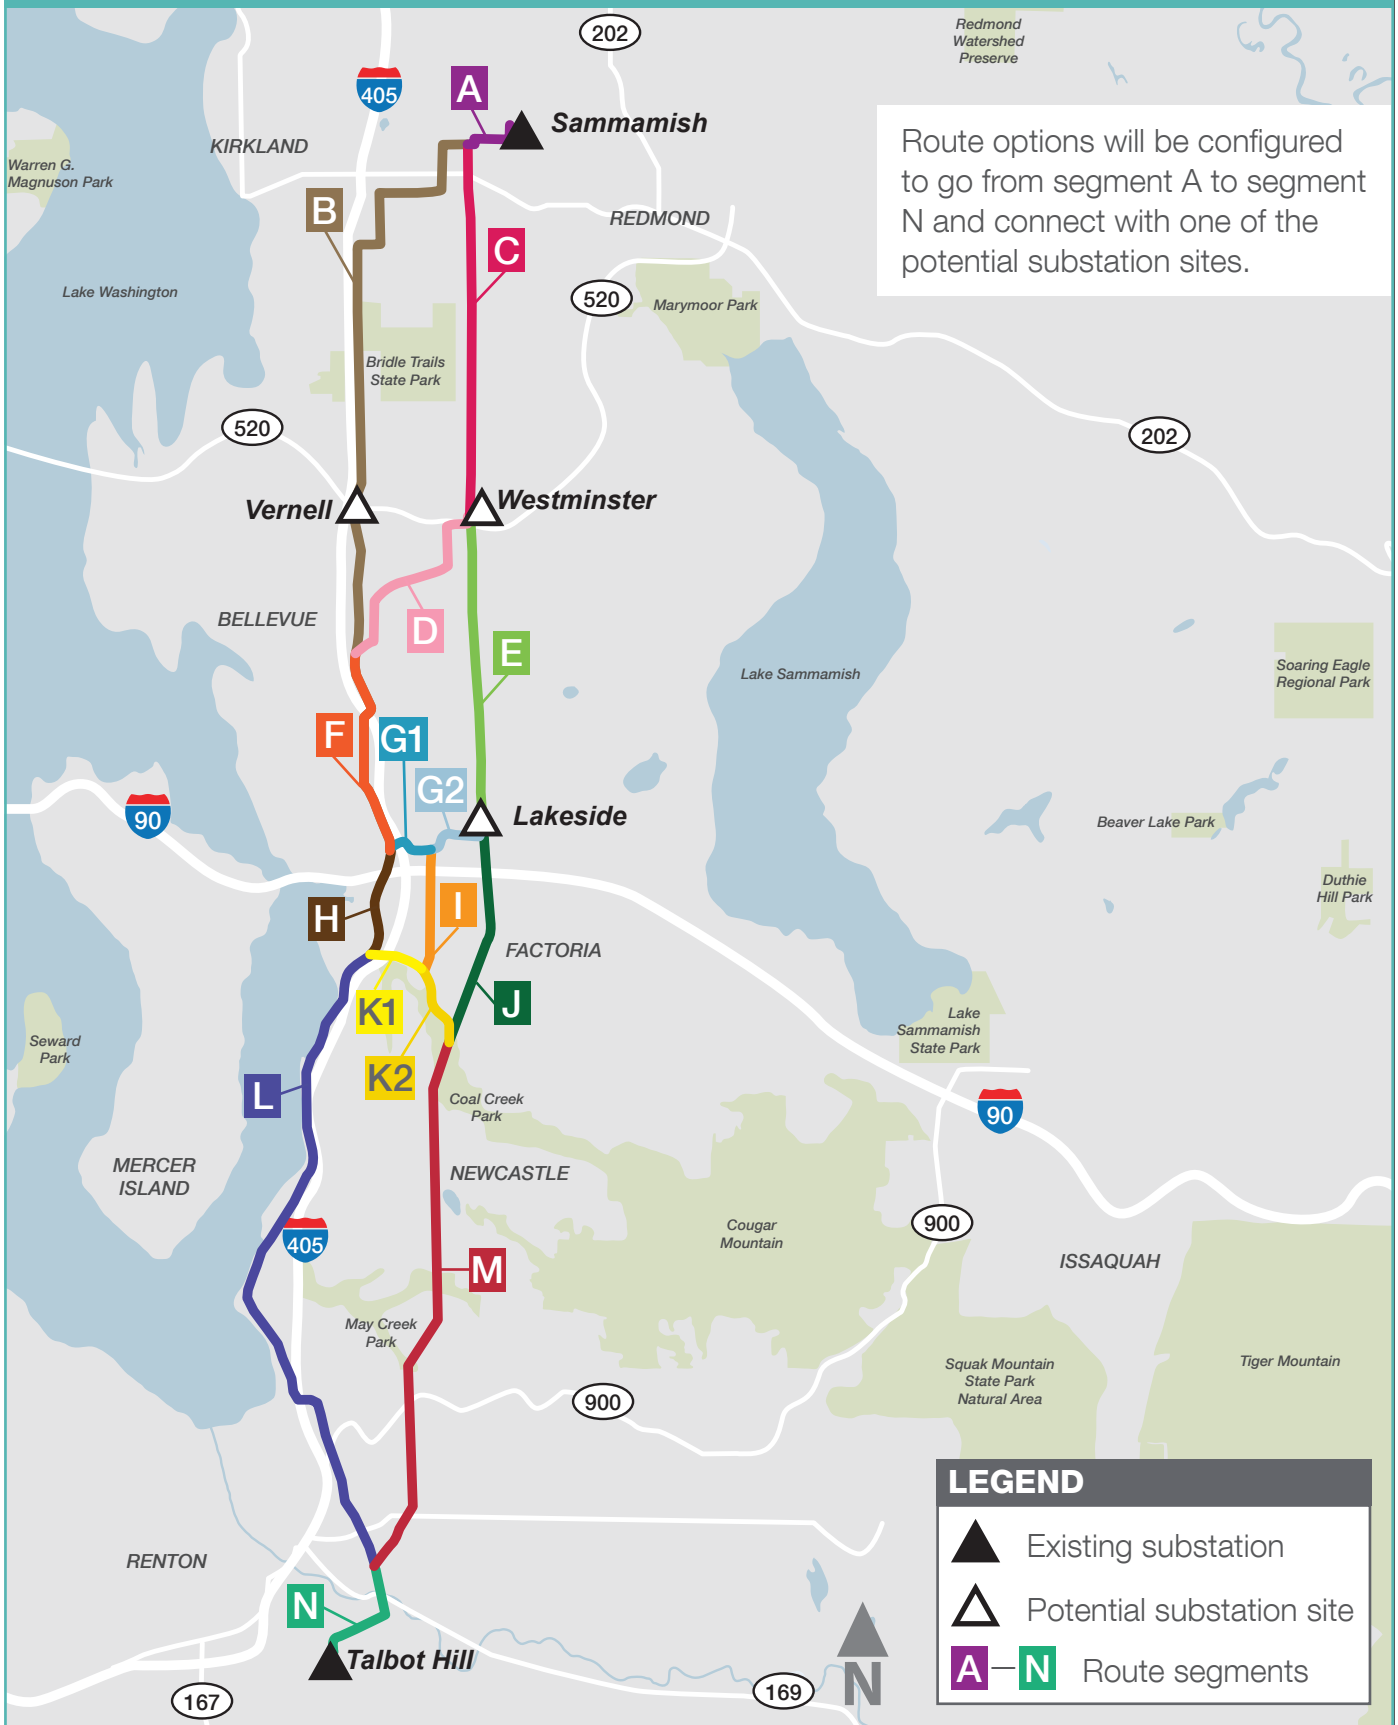 202
Redmond
Watershed
Preserve
405
A
Sammamish
Route options will be configured
to go from segment A to segment
N and connect with one of the
potential substation sites.
KIRKLAND
Warren G.
Magnuson Park
B
REDMOND
C
Lake Washington
520
Marymoor Park
Bridle Trails
State Park
520
202
Vernell
Westminster
BELLEVUE
D
E
Lake Sammamish
Soaring Eagle
Regional Park
F
G1
G2
90
Lakeside
Beaver Lake Park
Duthie
Hill Park
H
I
FACTORIA
K1
J
Lake
Sammamish
State Park
Seward
Park
K2
L
Coal Creek
Park
90
MERCER
ISLAND
NEWCASTLE
405
Cougar
Mountain
900
ISSAQUAH
M
May Creek
Park
Squak Mountain
State Park
Natural Area
Tiger Mountain
900
LEGEND
Existing substation
Potential substation site
A – N Route segments
RENTON
N
Talbot Hill
N
167
169